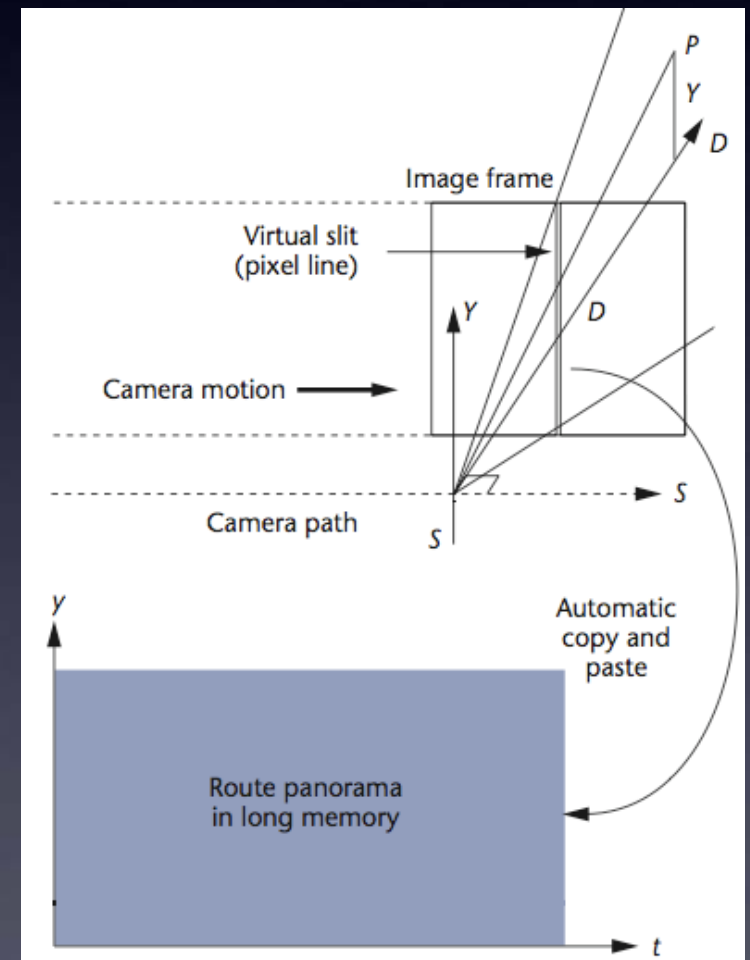 P
Y
D
Image frame
Virtual slit
(pixel line)
Y
D
Camera motion
S
Camera path
S
y
Automatic
copy and
paste
Route panorama
in long memory
t